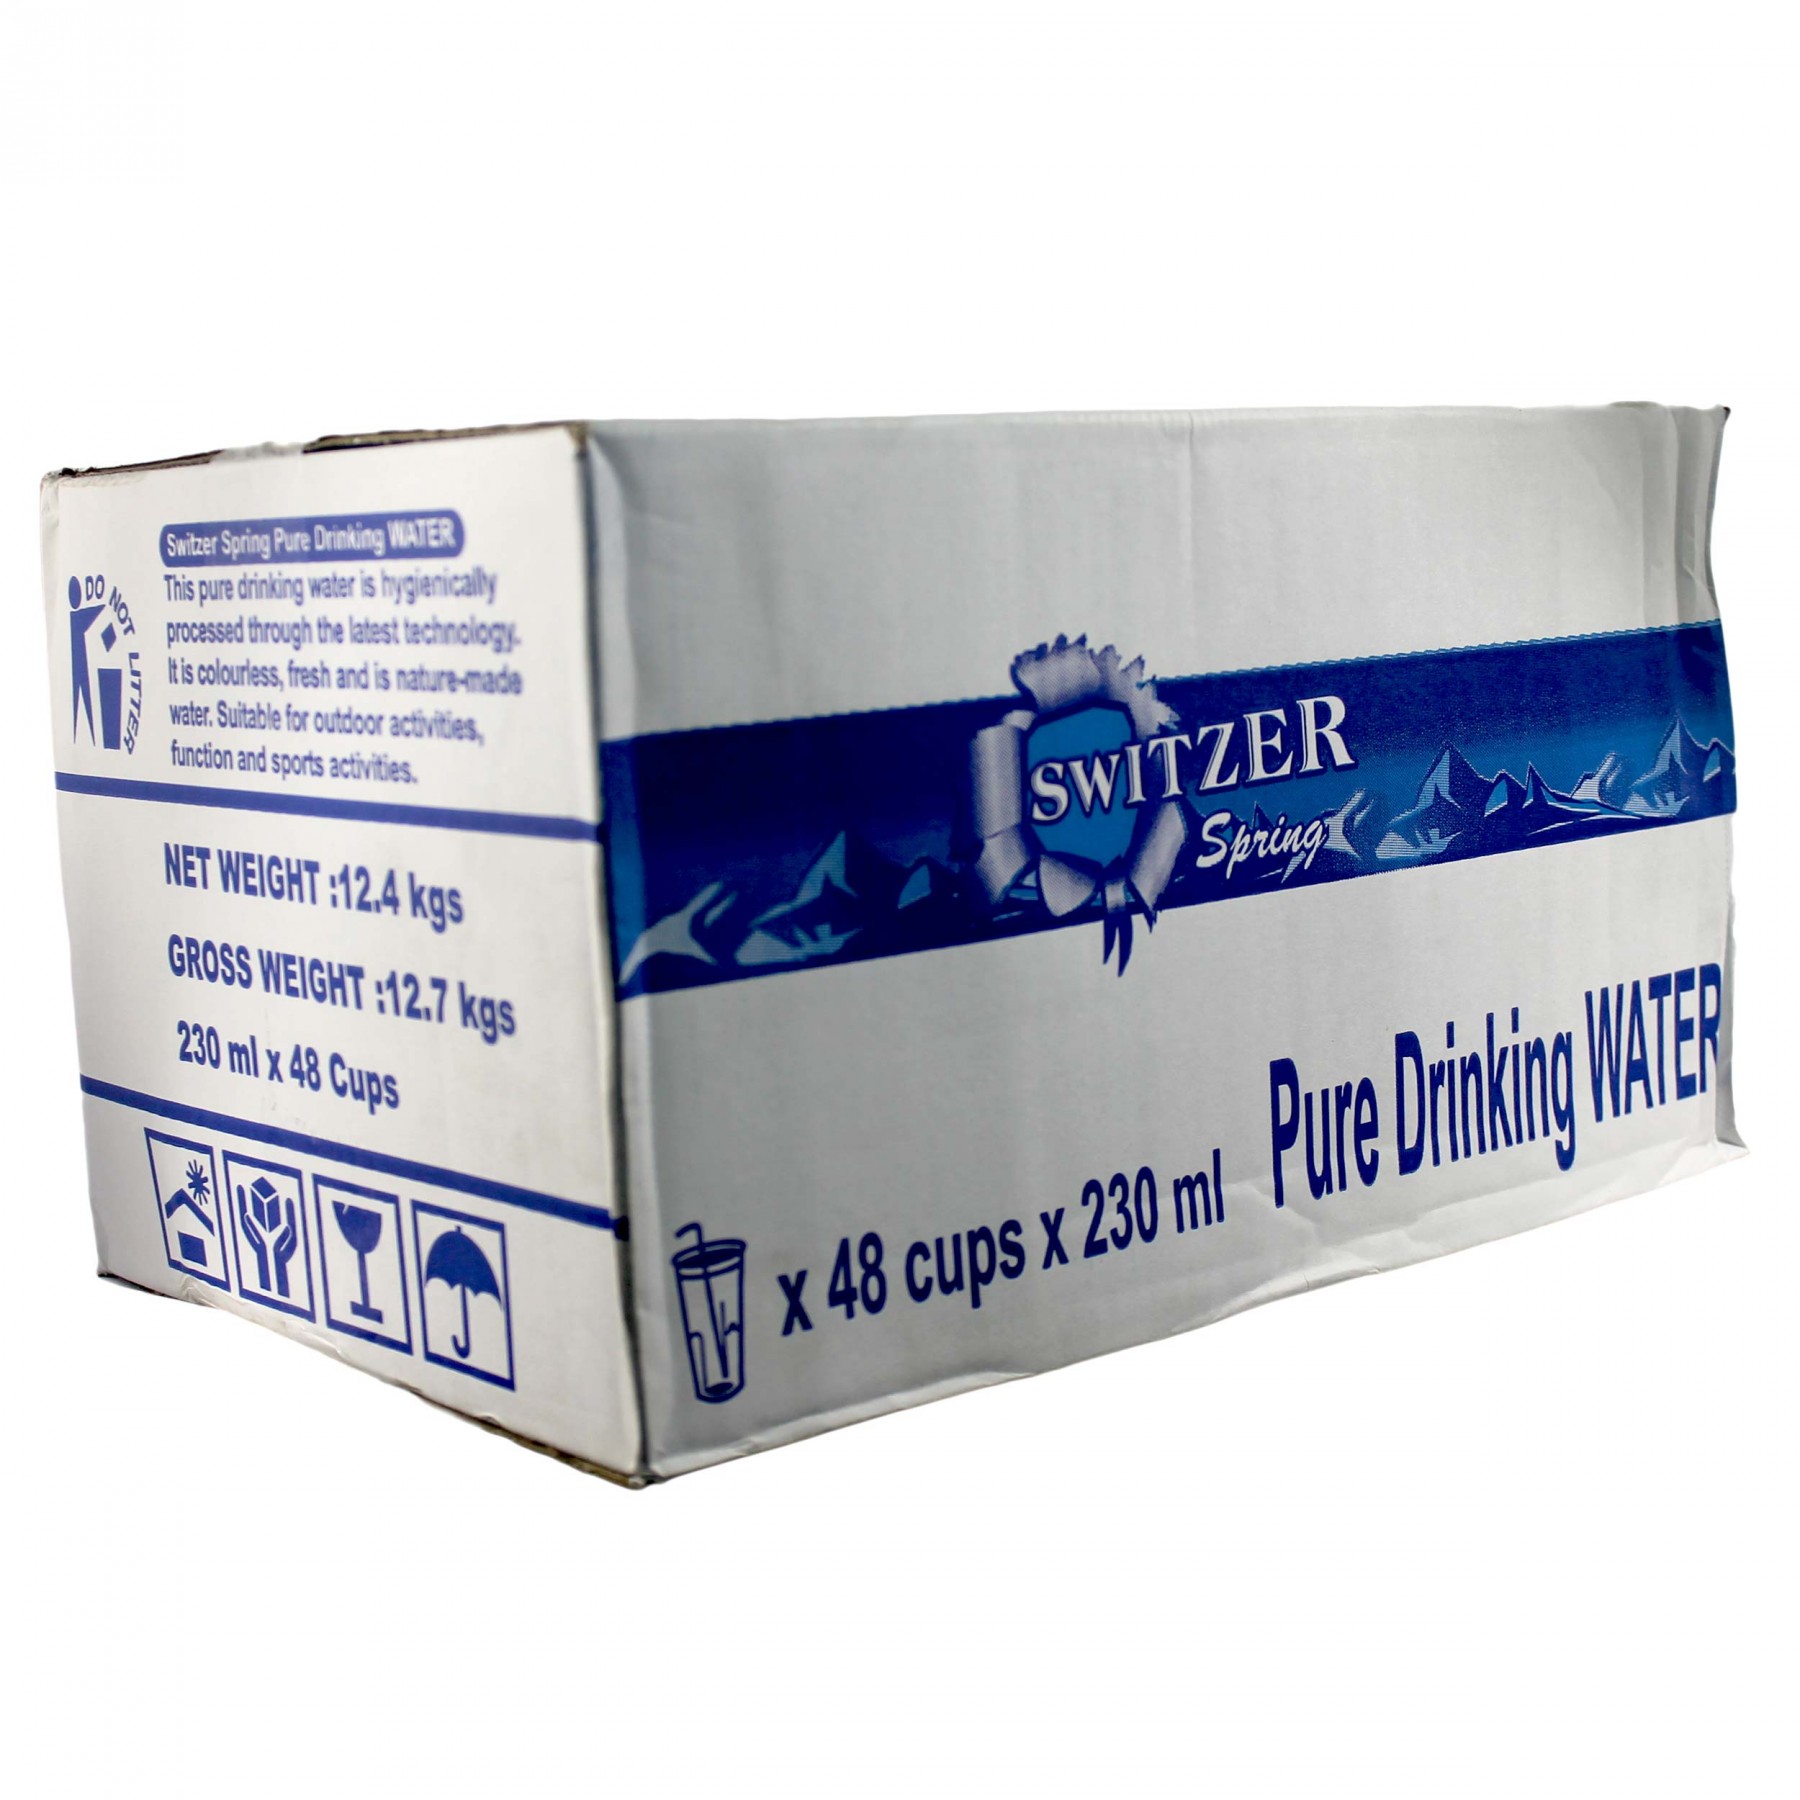 Switzer Spring Pure Drinking WATER
This pure drinking water is hygienically
processed through the latest technology.
It is colourless, fresh and is nature-made
water. Suitable for outdoor activities,
function and sports activities.
DO NOT LITTER
NET WEIGHT :12.4 kgs
GROSS WEIGHT :12.7 kgs
230 ml x 48 Cups
SWITZER
Spring
x 48 cups x 230 ml Pure Drinking WATER